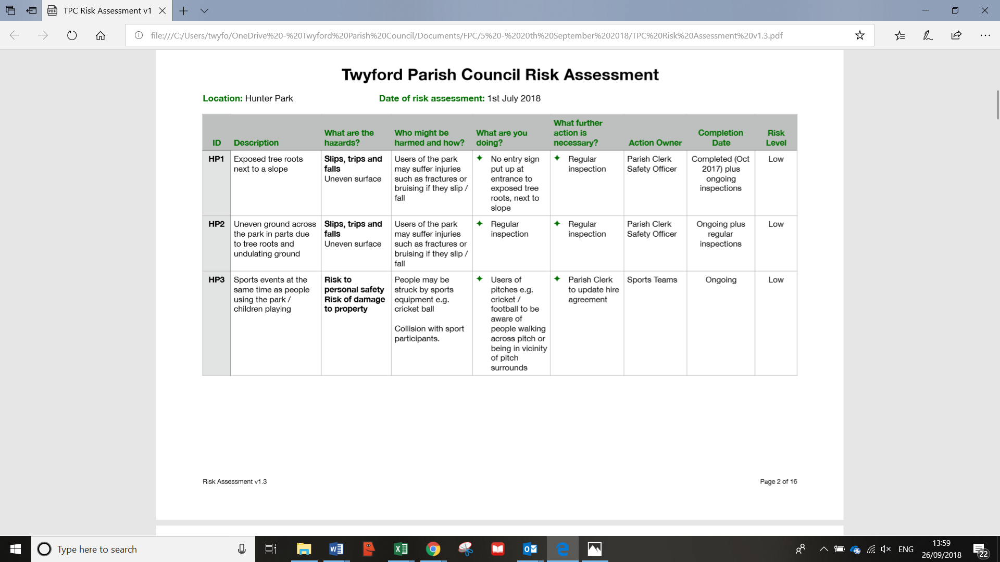 TPC Risk Assessment v1
file:///C:/Users/twyfo/OneDrive%20-%20Twyford%20Parish%20Council/Documents/FPC/5%20-%2020th%20September%202018/TPC%20Risk%20Assessment%20v1.3.pdf
Twyford Parish Council Risk Assessment
Location: Hunter Park
Date of risk assessment: 1st July 2018
ID
Description
What are the
hazards?
Who might be
harmed and how?
What are you
doing?
What further
action is
necessary?
Action Owner
Completion
Date
Risk
Level
HP1
Exposed tree roots
next to a slope
Slips, trips and
falls
Uneven surface
Users of the park
may suffer injuries
such as fractures or
bruising if they slip /
fall
No entry sign
put up at
entrance to
exposed tree
roots, next to
slope
Regular
inspection
Parish Clerk
Safety Officer
Completed (Oct
2017) plus
ongoing
inspections
Low
HP2
Uneven ground across
the park in parts due
to tree roots and
undulating ground
Slips, trips and
falls
Uneven surface
Users of the park
may suffer injuries
such as fractures or
bruising if they slip /
fall
Regular
inspection
Regular
inspection
Parish Clerk
Safety Officer
Ongoing plus
regular
inspections
Low
HP3
Sports events at the
same time as people
using the park /
children playing
Risk to
personal safety
Risk of damage
to property
People may be
struck by sports
equipment e.g.
cricket ball
Collision with sport
participants.
Users of
pitches e.g.
cricket /
football to be
aware of
people walking
across pitch or
being in vicinity
of pitch
surrounds
Parish Clerk
to update hire
agreement
Sports Teams
Ongoing
Low
Risk Assessment v1.3
Page 2 of 16
Type here to search
ENG
13:59
26/09/2018
22